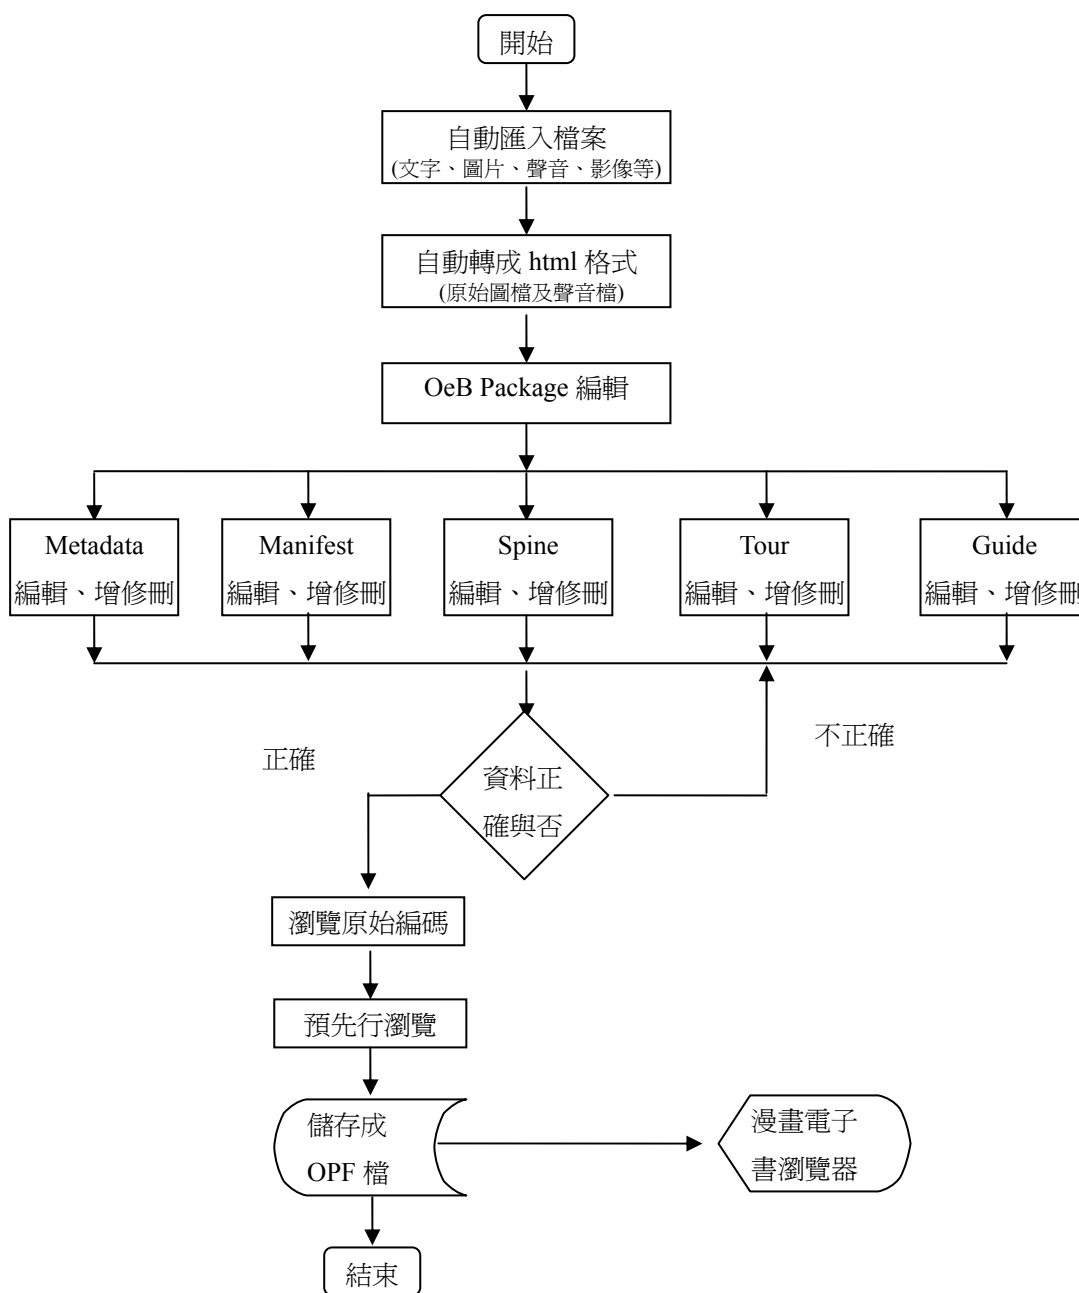 開始
自動匯入檔案
(文字、圖片、聲音、影像等)
自動轉成 html 格式
(原始圖檔及聲音檔)
OeB Package 編輯
Metadata
編輯、增修刪
Manifest
編輯、增修刪
Spine
編輯、增修刪
Tour
編輯、增修刪
Guide
編輯、增修刪
正確
不正確
資料正
確與否
瀏覽原始編碼
預先行瀏覽
儲存成
OPF 檔
漫畫電子
書瀏覽器
結束